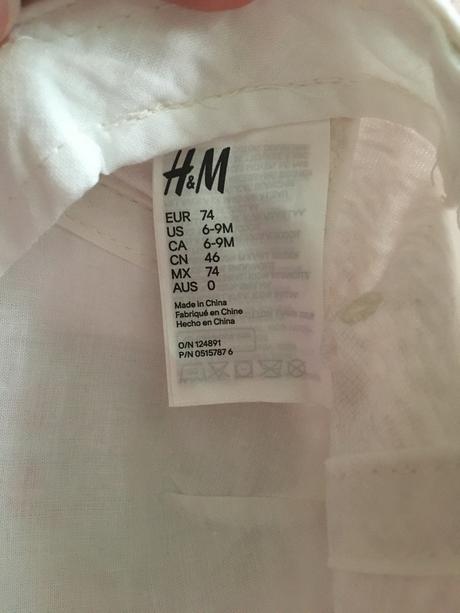 H&M
EUR 74
US 6-9M
CA 6-9M
CN 46
MX 74
AUS 0
Made in China
Fabriqué en Chine
Hecho en China
O/N 124891
P/N 0515787 6